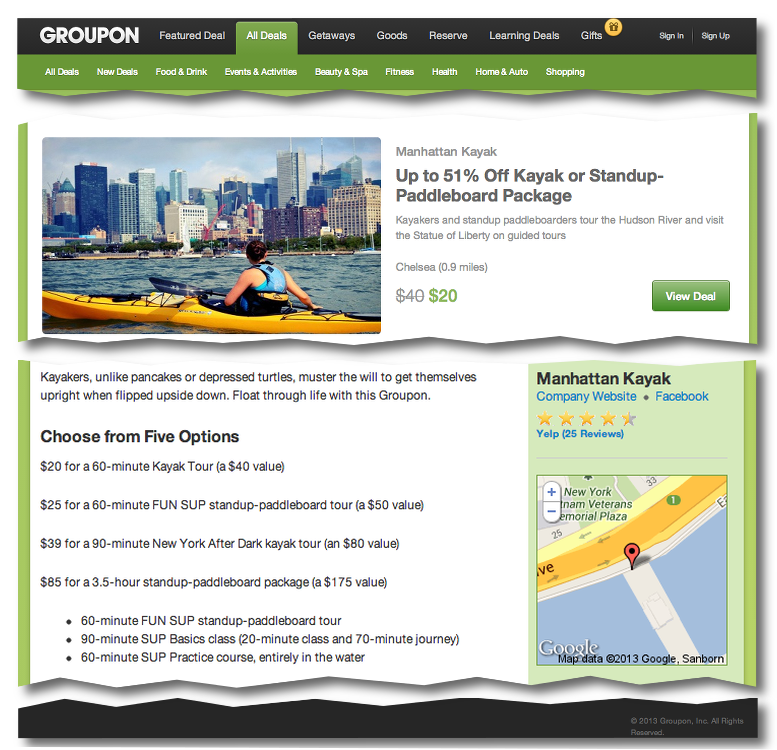 GROUPON Featured Deal All Deals Getaways Goods Reserve Learning Deals Gifts Sign In Sign Up
All Deals New Deals Food & Drink Events & Activities Beauty & Spa Fitness Health Home & Auto Shopping
Manhattan Kayak
Up to 51% Off Kayak or Standup-
Paddleboard Package
Kayakers and standup paddleboarders tour the Hudson River and visit
the Statue of Liberty on guided tours
Chelsea (0.9 miles)
$40 $20
View Deal
Kayakers, unlike pancakes or depressed turtles, muster the will to get themselves
upright when flipped upside down. Float through life with this Groupon.
Choose from Five Options
$20 for a 60-minute Kayak Tour (a $40 value)
$25 for a 60-minute FUN SUP standup-paddleboard tour (a $50 value)
$39 for a 90-minute New York After Dark kayak tour (an $80 value)
$85 for a 3.5-hour standup-paddleboard package (a $175 value)
• 60-minute FUN SUP standup-paddleboard tour
• 90-minute SUP Basics class (20-minute class and 70-minute journey)
• 60-minute SUP Practice course, entirely in the water
Manhattan Kayak
Company Website • Facebook
Yelp (25 Reviews)
+
−
New York
tnam Veterans
emorial Plaza
33
1
25
ive
Google
Map data ©2013 Google, Sanborn
© 2013 Groupon, Inc. All Rights
Reserved.